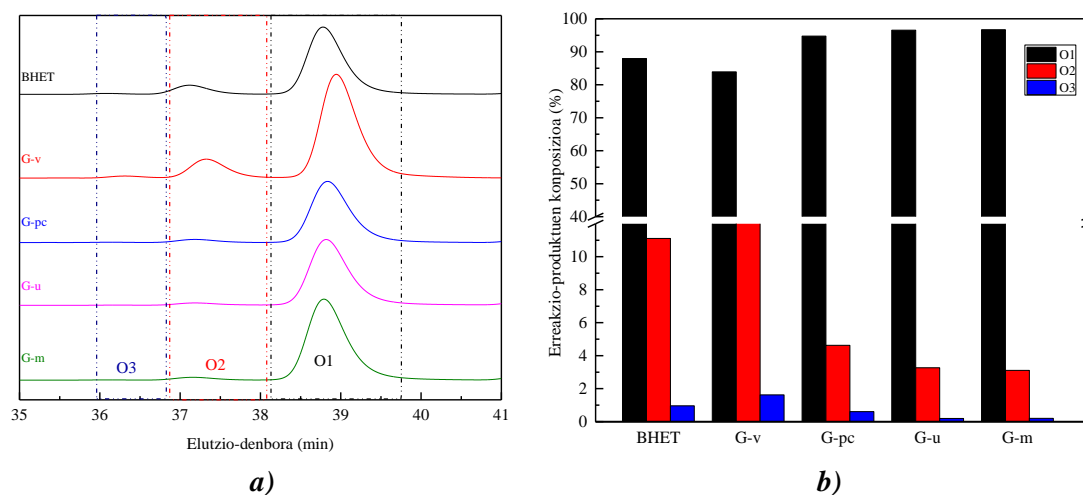 BHET
G-v
G-pc
G-u
G-m
O3
O2
O1
35 36 37 38 39 40 41
Elutzio-denbora (min)
a)
Erreakzio-produktuen konposizioa (%)
100
90
80
70
60
50
40
10
8
6
4
2
0
O1
O2
O3
BHET G-v G-pc G-u G-m
b)